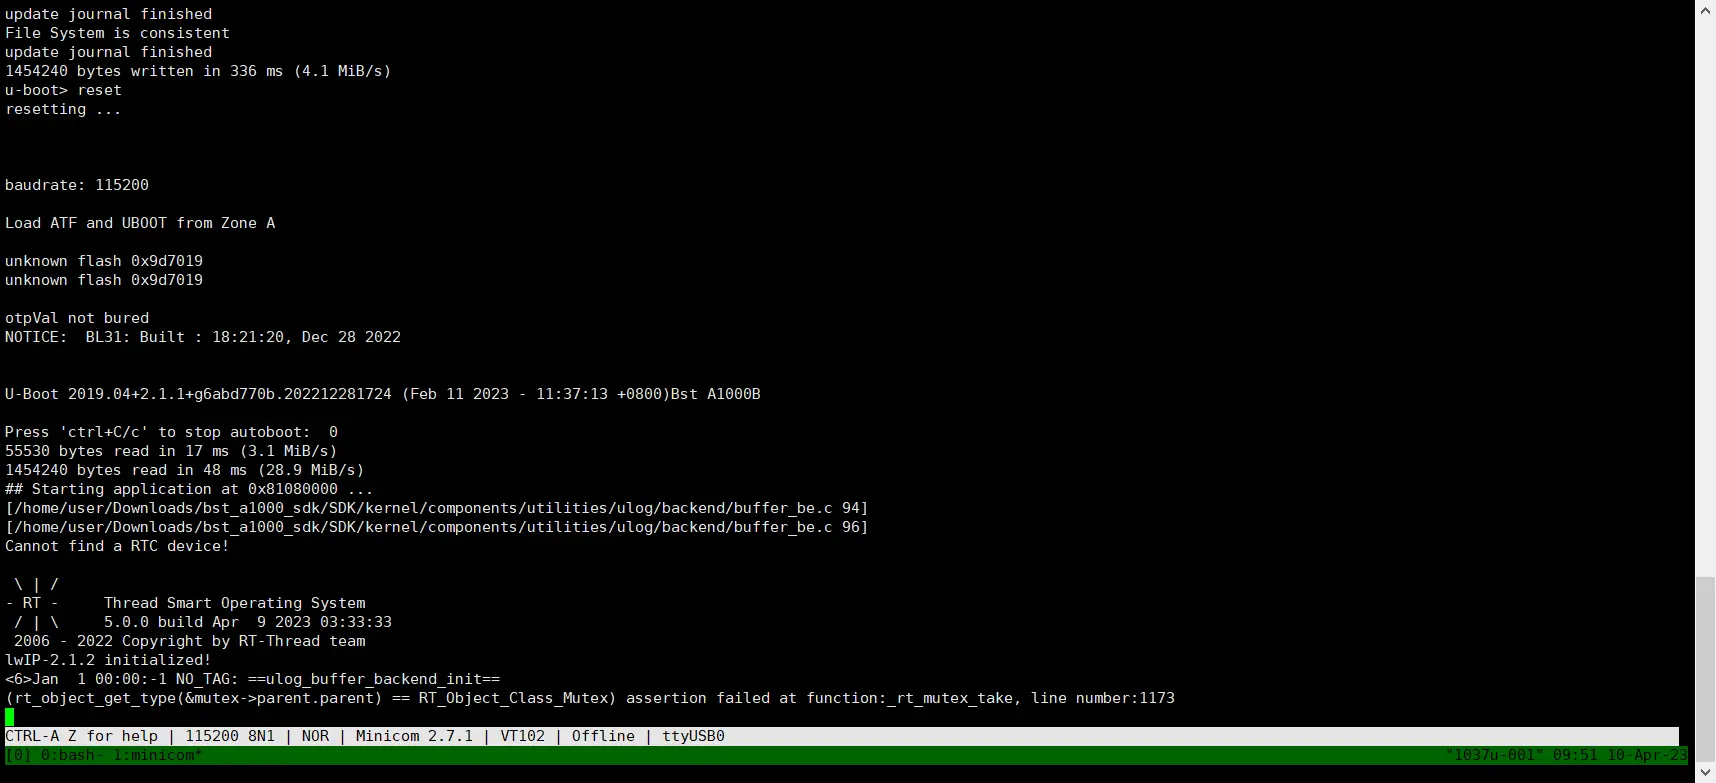 update journal finished
File System is consistent
update journal finished
1454240 bytes written in 336 ms (4.1 MiB/s)
u-boot> reset
resetting ...
baudrate: 115200
Load ATF and UBOOT from Zone A
unknown flash 0x9d7019
unknown flash 0x9d7019
otpVal not bured
NOTICE:  BL31: Built : 18:21:20, Dec 28 2022
U-Boot 2019.04+2.1.1+g6abd770b.202212281724 (Feb 11 2023 - 11:37:13 +0800)Bst A1000B
Press 'ctrl+C/c' to stop autoboot:  0
55530 bytes read in 17 ms (3.1 MiB/s)
1454240 bytes read in 48 ms (28.9 MiB/s)
## Starting application at 0x81080000 ...
[/home/user/Downloads/bst_a1000_sdk/SDK/kernel/components/utilities/ulog/backend/buffer_be.c 94]
[/home/user/Downloads/bst_a1000_sdk/SDK/kernel/components/utilities/ulog/backend/buffer_be.c 96]
Cannot find a RTC device!
 \ | /
- RT -     Thread Smart Operating System
 / | \     5.0.0 build Apr  9 2023 03:33:33
 2006 - 2022 Copyright by RT-Thread team
lwIP-2.1.2 initialized!
<6>Jan  1 00:00:-1 NO_TAG: ==ulog_buffer_backend_init==
(rt_object_get_type(&mutex->parent.parent) == RT_Object_Class_Mutex) assertion failed at function:_rt_mutex_take, line number:1173
CTRL-A Z for help | 115200 8N1 | NOR | Minicom 2.7.1 | VT102 | Offline | ttyUSB0
[0] 0:bash- 1:minicom* "1037u-001" 09:51 10-Apr-23